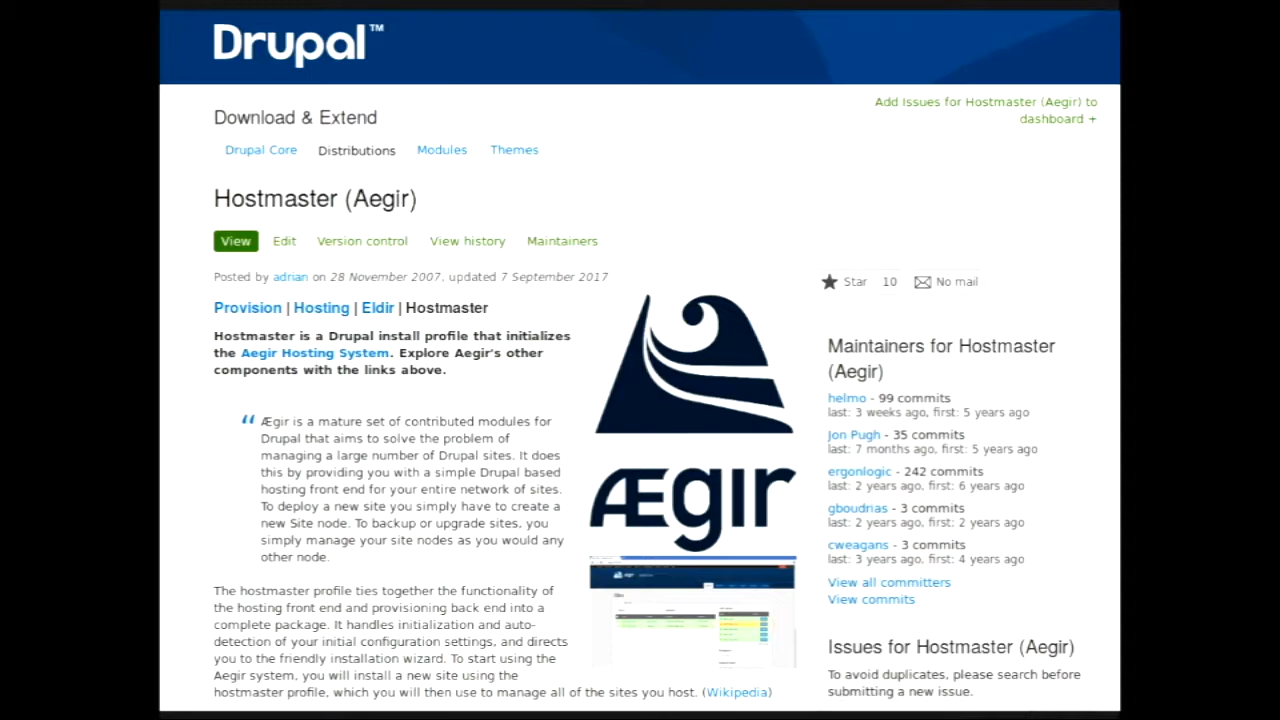 Drupal™
Add Issues for Hostmaster (Aegir) to
dashboard +
Download & Extend
Drupal Core Distributions Modules Themes
Hostmaster (Aegir)
View Edit Version control View history Maintainers
Posted by adrian on 28 November 2007, updated 7 September 2017
Star 10 No mail
Provision | Hosting | Eldir | Hostmaster
Hostmaster is a Drupal install profile that initializes
the Aegir Hosting System. Explore Aegir's other
components with the links above.
“ Ægir is a mature set of contributed modules for
Drupal that aims to solve the problem of
managing a large number of Drupal sites. It does
this by providing you with a simple Drupal based
hosting front end for your entire network of sites.
To deploy a new site you simply have to create a
new Site node. To backup or upgrade sites, you
simply manage your site nodes as you would any
other node.
The hostmaster profile ties together the functionality of
the hosting front end and provisioning back end into a
complete package. It handles initialization and auto-
detection of your initial configuration settings, and directs
you to the friendly installation wizard. To start using the
Aegir system, you will install a new site using the
hostmaster profile, which you will then use to manage all of the sites you host. (Wikipedia)
ÆGIR
Maintainers for Hostmaster
(Aegir)
helmo - 99 commits
last: 3 weeks ago, first: 5 years ago
Jon Pugh - 35 commits
last: 7 months ago, first: 5 years ago
ergonlogic - 242 commits
last: 2 years ago, first: 6 years ago
gboudrias - 3 commits
last: 2 years ago, first: 2 years ago
cweagans - 3 commits
last: 3 years ago, first: 4 years ago
View all committers
View commits
Issues for Hostmaster (Aegir)
To avoid duplicates, please search before
submitting a new issue.